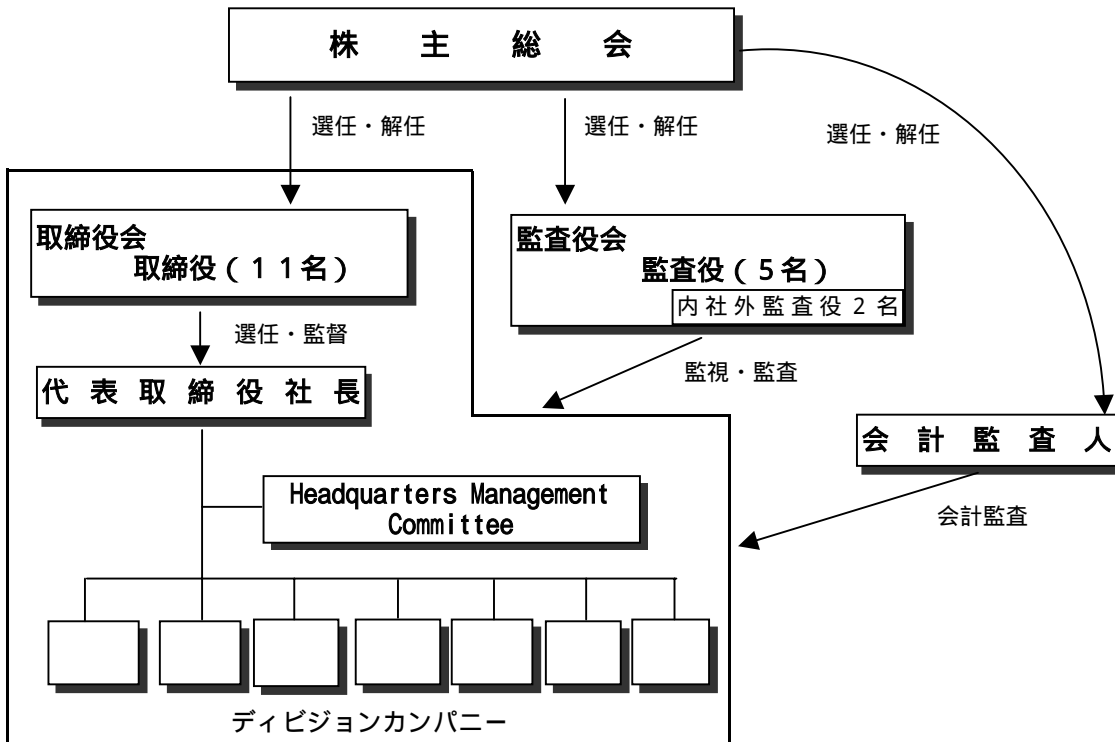 株主総会
選任・解任
選任・解任
選任・解任
取締役会
取締役(11名)
監査役会
監査役(5名)
内社外監査役2名
選任・監督
監視・監査
代表取締役社長
会計監査人
会計監査
Headquarters Management
Committee
ディビジョンカンパニー